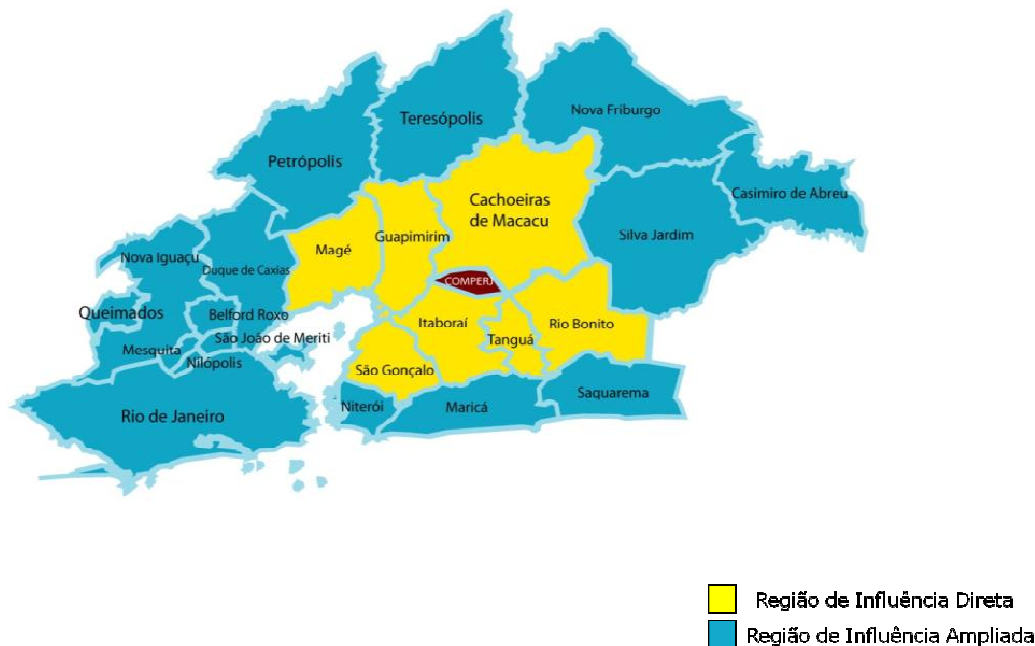 Nova Friburgo
Teresópolis
Petrópolis
Casimiro de Abreu
Cachoeiras
de Macacu
Silva Jardim
Guapimirim
Magé
Nova Iguaçu
Duque de Caxias
COMPERJ
Queimados
Belford Roxo
Itaboraí
Rio Bonito
São João de Meriti
Tanguá
Mesquita
Nilópolis
São Gonçalo
Saquarema
Niterói
Maricá
Rio de Janeiro
Região de Influência Direta
Região de Influência Ampliada